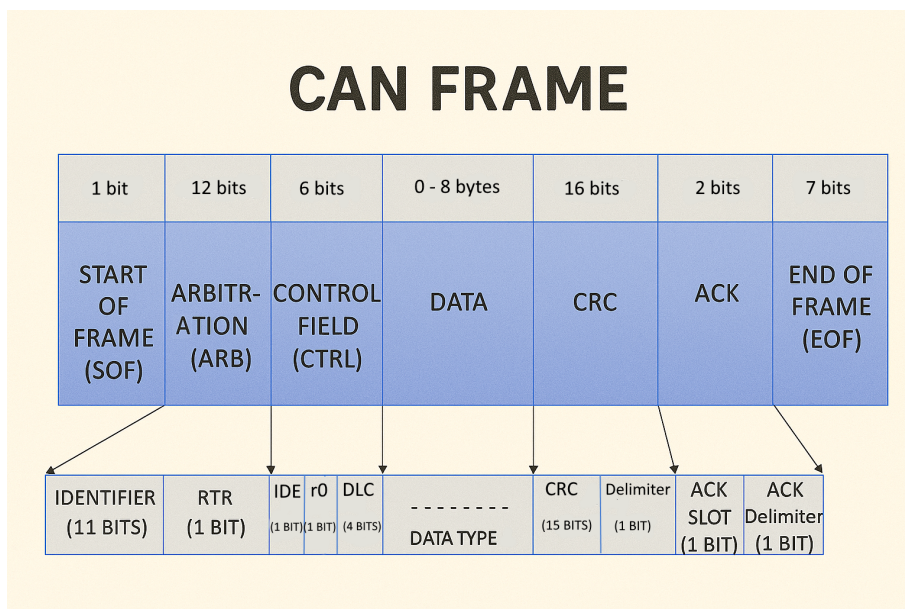 CAN FRAME
1 bit
12 bits
6 bits
0 - 8 bytes
16 bits
2 bits
7 bits
START
OF
FRAME
(SOF)
ARBITR-
ATION
(ARB)
CONTROL
FIELD
(CTRL)
DATA
CRC
ACK
END OF
FRAME
(EOF)
IDENTIFIER
(11 BITS)
RTR
(1 BIT)
IDE
(1 BIT)
r0
(1 BIT)
DLC
(4 BITS)
--------
DATA TYPE
CRC
(15 BITS)
Delimiter
(1 BIT)
ACK
SLOT
(1 BIT)
ACK
Delimiter
(1 BIT)